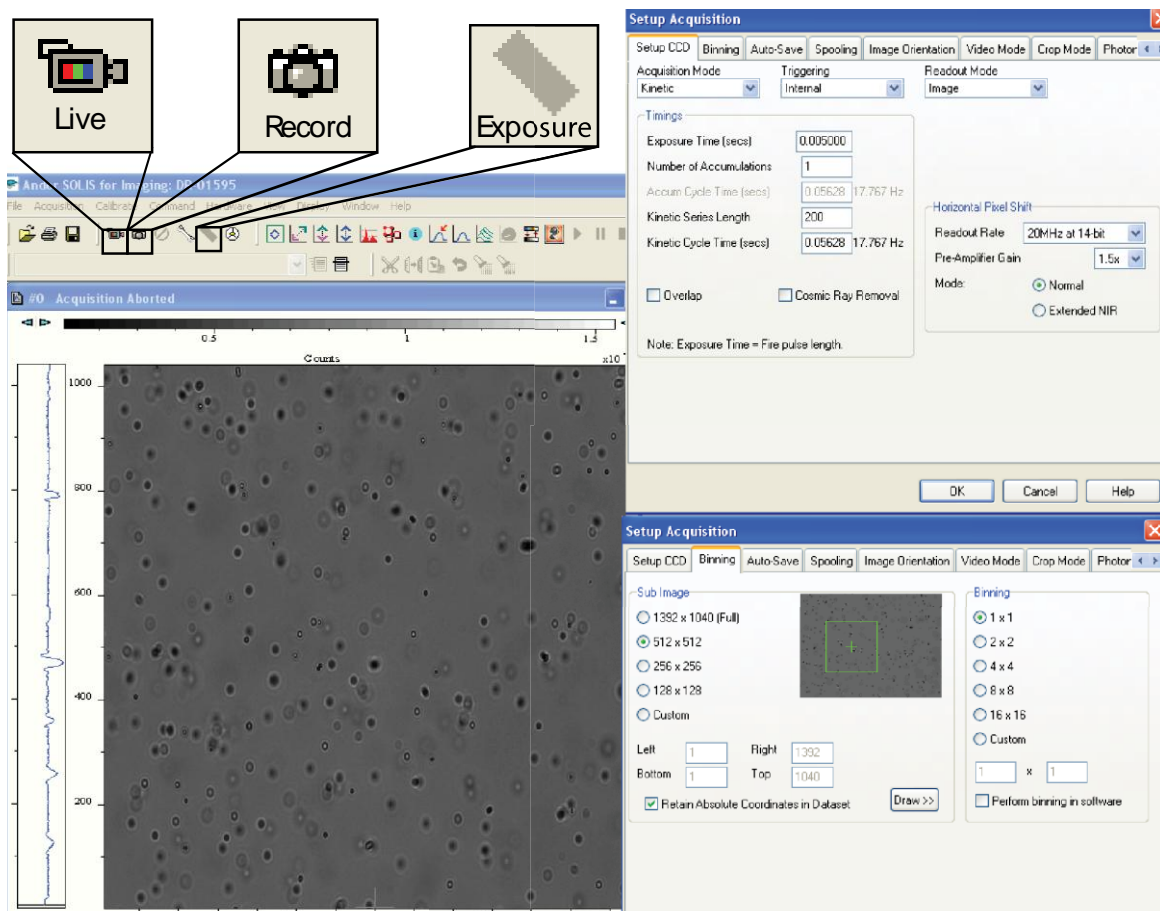 Live
Record
Exposure
Andor SOLIS for Imaging: DR-01595
File Acquisition Calibrate Command Hardware View Display Window Help
#0 Acquisition Aborted
0.5 1 1.5
Counts x10
1000
800
600
400
200
Setup Acquisition
Setup CCD Binning Auto-Save Spooling Image Orientation Video Mode Crop Mode Photor
Acquisition Mode Triggering Readout Mode
Kinetic Internal Image
Timings
Exposure Time (secs) 0.005000
Number of Accumulations 1
Accum Cycle Time (secs) 0.05628 17.767 Hz
Kinetic Series Length 200
Kinetic Cycle Time (secs) 0.05628 17.767 Hz
Overlap Cosmic Ray Removal
Note: Exposure Time = Fire pulse length.
Horizontal Pixel Shift
Readout Rate 20MHz at 14-bit
Pre-Amplifier Gain 1.5x
Mode: Normal
Extended NIR
OK Cancel Help
Setup Acquisition
Setup CCD Binning Auto-Save Spooling Image Orientation Video Mode Crop Mode Photor
Sub Image
1392 x 1040 (Full)
512 x 512
256 x 256
128 x 128
Custom
Left 1 Right 1392
Bottom 1 Top 1040
Retain Absolute Coordinates in Dataset Draw >>
Binning
1 x 1
2 x 2
4 x 4
8 x 8
16 x 16
Custom
1 x 1
Perform binning in software